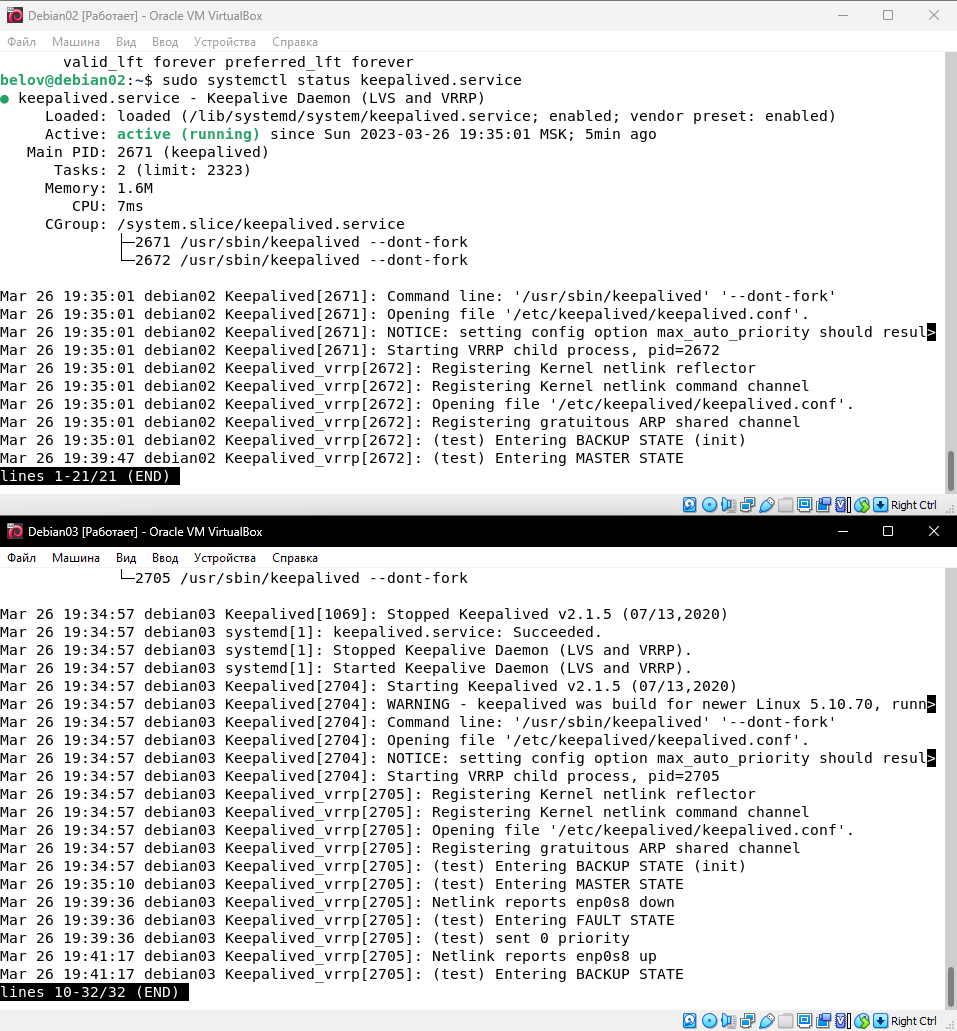 Debian02 [Работает] - Oracle VM VirtualBox
Файл Машина Вид Ввод Устройства Справка
valid_lft forever preferred_lft forever
belov@debian02:~$ sudo systemctl status keepalived.service
● keepalived.service - Keepalive Daemon (LVS and VRRP)
Loaded: loaded (/lib/systemd/system/keepalived.service; enabled; vendor preset: enabled)
Active: active (running) since Sun 2023-03-26 19:35:01 MSK; 5min ago
Main PID: 2671 (keepalived)
Tasks: 2 (limit: 2323)
Memory: 1.6M
CPU: 7ms
CGroup: /system.slice/keepalived.service
├─2671 /usr/sbin/keepalived --dont-fork
└─2672 /usr/sbin/keepalived --dont-fork
Mar 26 19:35:01 debian02 Keepalived[2671]: Command line: '/usr/sbin/keepalived' '--dont-fork'
Mar 26 19:35:01 debian02 Keepalived[2671]: Opening file '/etc/keepalived/keepalived.conf'.
Mar 26 19:35:01 debian02 Keepalived[2671]: NOTICE: setting config option max_auto_priority should resul>
Mar 26 19:35:01 debian02 Keepalived[2671]: Starting VRRP child process, pid=2672
Mar 26 19:35:01 debian02 Keepalived_vrrp[2672]: Registering Kernel netlink reflector
Mar 26 19:35:01 debian02 Keepalived_vrrp[2672]: Registering Kernel netlink command channel
Mar 26 19:35:01 debian02 Keepalived_vrrp[2672]: Opening file '/etc/keepalived/keepalived.conf'.
Mar 26 19:35:01 debian02 Keepalived_vrrp[2672]: Registering gratuitous ARP shared channel
Mar 26 19:35:01 debian02 Keepalived_vrrp[2672]: (test) Entering BACKUP STATE (init)
Mar 26 19:39:47 debian02 Keepalived_vrrp[2672]: (test) Entering MASTER STATE
lines 1-21/21 (END)
Right Ctrl
Debian03 [Работает] - Oracle VM VirtualBox
Файл Машина Вид Ввод Устройства Справка
└─2705 /usr/sbin/keepalived --dont-fork
Mar 26 19:34:57 debian03 Keepalived[1069]: Stopped Keepalived v2.1.5 (07/13,2020)
Mar 26 19:34:57 debian03 systemd[1]: keepalived.service: Succeeded.
Mar 26 19:34:57 debian03 systemd[1]: Stopped Keepalive Daemon (LVS and VRRP).
Mar 26 19:34:57 debian03 systemd[1]: Started Keepalive Daemon (LVS and VRRP).
Mar 26 19:34:57 debian03 Keepalived[2704]: Starting Keepalived v2.1.5 (07/13,2020)
Mar 26 19:34:57 debian03 Keepalived[2704]: WARNING - keepalived was build for newer Linux 5.10.70, runn>
Mar 26 19:34:57 debian03 Keepalived[2704]: Command line: '/usr/sbin/keepalived' '--dont-fork'
Mar 26 19:34:57 debian03 Keepalived[2704]: Opening file '/etc/keepalived/keepalived.conf'.
Mar 26 19:34:57 debian03 Keepalived[2704]: NOTICE: setting config option max_auto_priority should resul>
Mar 26 19:34:57 debian03 Keepalived[2704]: Starting VRRP child process, pid=2705
Mar 26 19:34:57 debian03 Keepalived_vrrp[2705]: Registering Kernel netlink reflector
Mar 26 19:34:57 debian03 Keepalived_vrrp[2705]: Registering Kernel netlink command channel
Mar 26 19:34:57 debian03 Keepalived_vrrp[2705]: Opening file '/etc/keepalived/keepalived.conf'.
Mar 26 19:34:57 debian03 Keepalived_vrrp[2705]: Registering gratuitous ARP shared channel
Mar 26 19:34:57 debian03 Keepalived_vrrp[2705]: (test) Entering BACKUP STATE (init)
Mar 26 19:35:10 debian03 Keepalived_vrrp[2705]: (test) Entering MASTER STATE
Mar 26 19:39:36 debian03 Keepalived_vrrp[2705]: Netlink reports enp0s8 down
Mar 26 19:39:36 debian03 Keepalived_vrrp[2705]: (test) Entering FAULT STATE
Mar 26 19:39:36 debian03 Keepalived_vrrp[2705]: (test) sent 0 priority
Mar 26 19:41:17 debian03 Keepalived_vrrp[2705]: Netlink reports enp0s8 up
Mar 26 19:41:17 debian03 Keepalived_vrrp[2705]: (test) Entering BACKUP STATE
lines 10-32/32 (END)
Right Ctrl